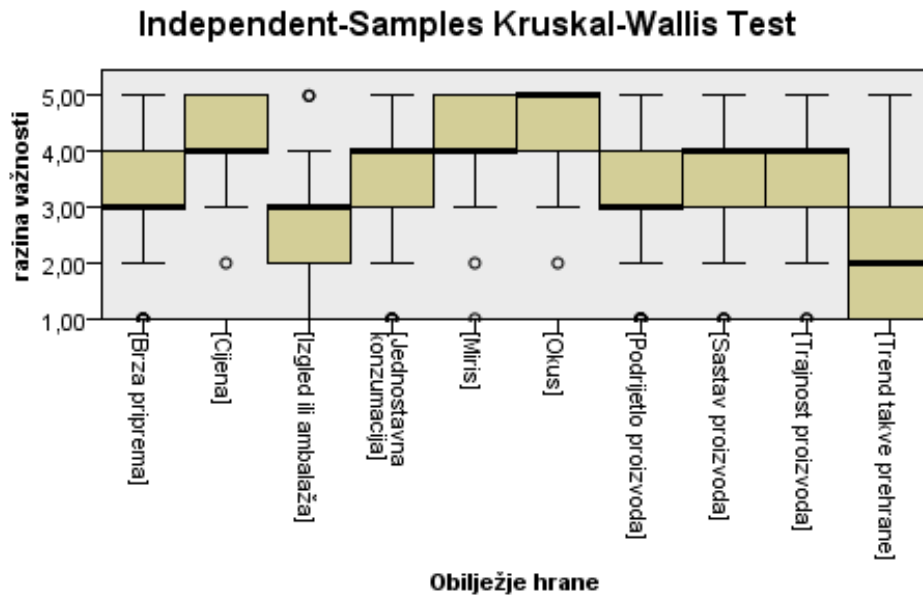 Independent-Samples Kruskal-Wallis Test
razina važnosti
5,00
4,00
3,00
2,00
1,00
[Brza priprema]
[Cijena]
[Izgled ili ambalaža]
[Jednostavna
konzumacija]
[Miris]
[Okus]
[Podrijetlo proizvoda]
[Sastav proizvoda]
[Trajnost proizvoda]
[Trend takve prehrane]
Obilježje hrane